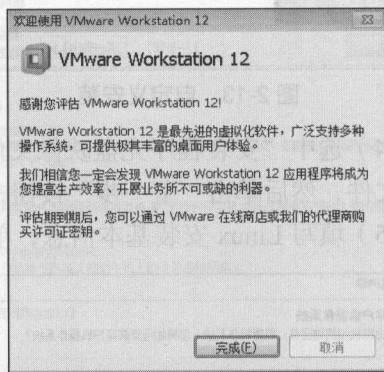 欢迎使用 VMware Workstation 12
VMware Workstation 12
感谢您评估 VMware Workstation 12!
VMware Workstation 12 是最先进的虚拟化软件，广泛支持多种
操作系统，可提供极其丰富的桌面用户体验。
我们相信您一定会发现 VMware Workstation 12 应用程序将成为
您提高生产效率、开展业务所不可或缺的利器。
评估期到期后，您可以通过 VMware 在线商店或我们的代理商购
买许可证密钥。
完成(F)
取消